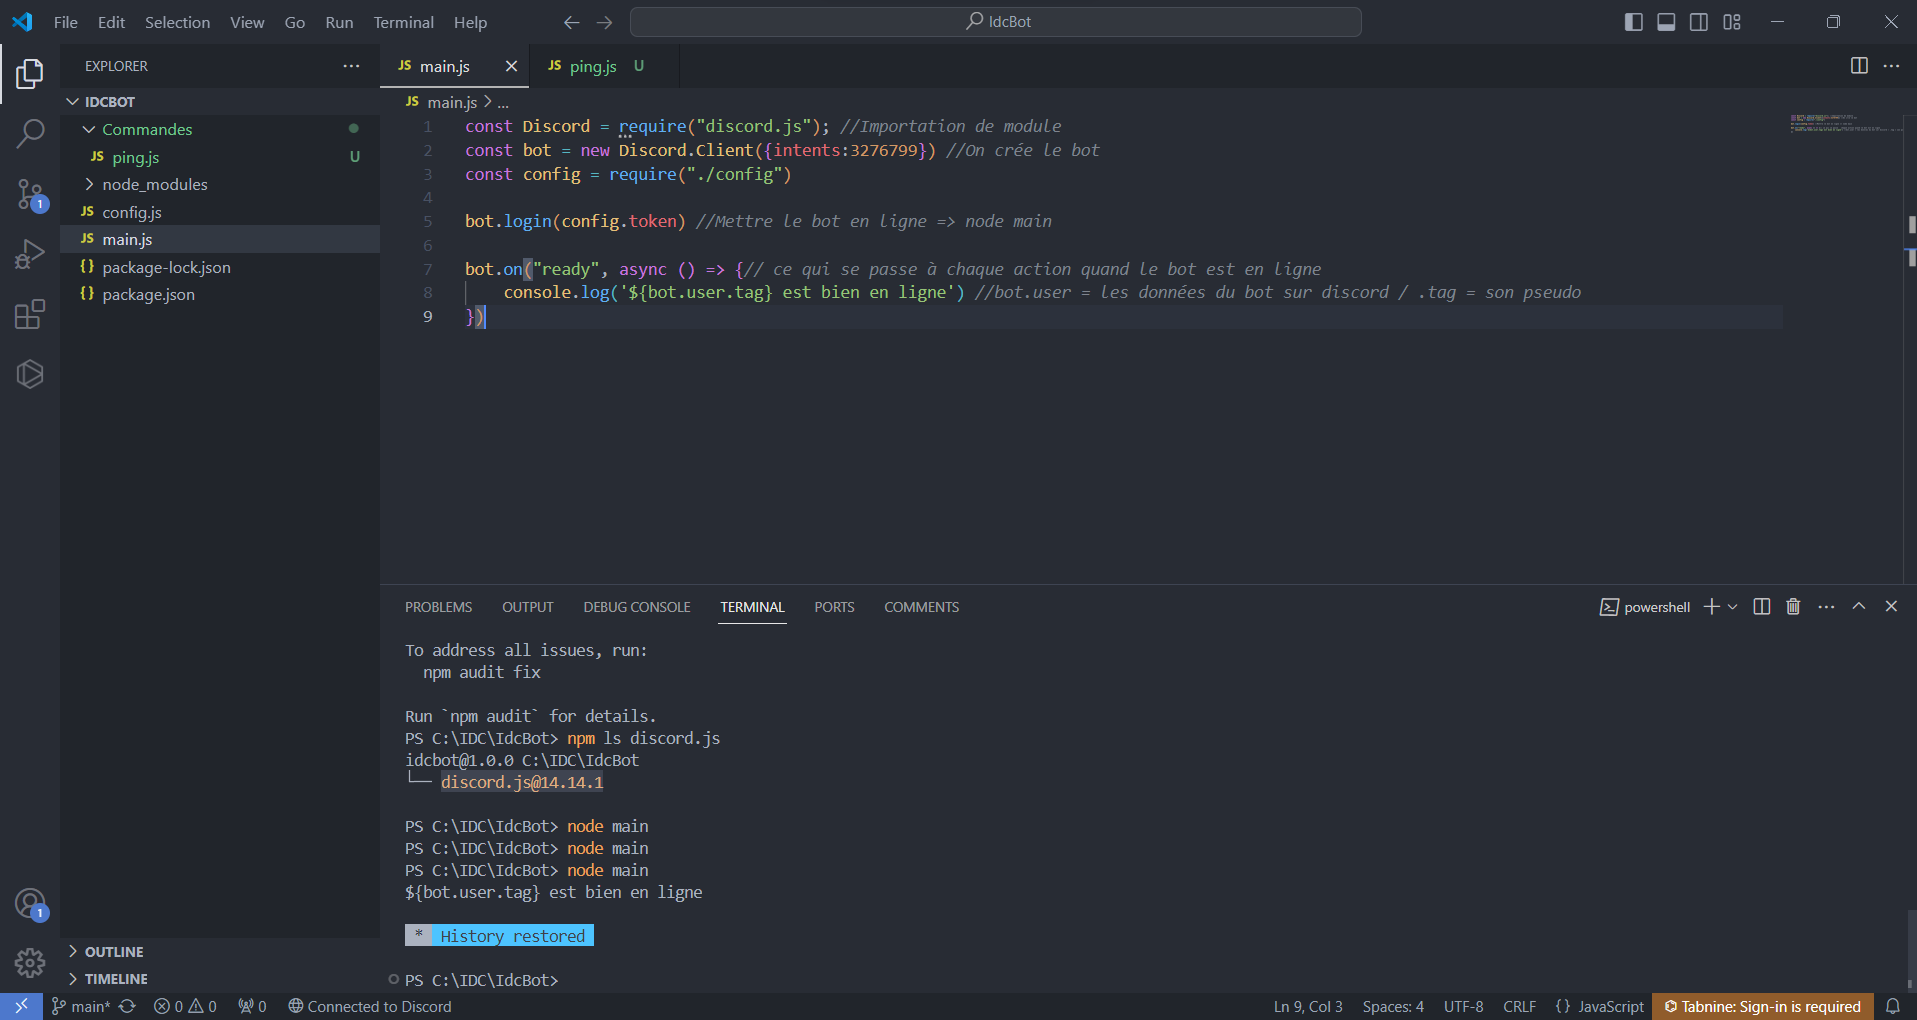 File Edit Selection View Go Run Terminal Help
IdcBot
EXPLORER
IDCBOT
Commandes
JS ping.js U
node_modules
JS config.js
JS main.js
{} package-lock.json
{} package.json
OUTLINE
TIMELINE
1
1
JS main.js
JS ping.js U
JS main.js > ...
1 const Discord = require("discord.js"); //Importation de module
2 const bot = new Discord.Client({intents:3276799}) //On crée le bot
3 const config = require("./config")
4
5 bot.login(config.token) //Mettre le bot en ligne => node main
6
7 bot.on("ready", async () => {// ce qui se passe à chaque action quand le bot est en ligne
8 console.log('${bot.user.tag} est bien en ligne') //bot.user = les données du bot sur discord / .tag = son pseudo
9 })
PROBLEMS OUTPUT DEBUG CONSOLE TERMINAL PORTS COMMENTS
powershell
To address all issues, run:
npm audit fix
Run `npm audit` for details.
PS C:\IDC\IdcBot> npm ls discord.js
idcbot@1.0.0 C:\IDC\IdcBot
└── discord.js@14.14.1
PS C:\IDC\IdcBot> node main
PS C:\IDC\IdcBot> node main
PS C:\IDC\IdcBot> node main
${bot.user.tag} est bien en ligne
* History restored
PS C:\IDC\IdcBot>
main* 0 0 0 Connected to Discord
Ln 9, Col 3 Spaces: 4 UTF-8 CRLF {} JavaScript Tabnine: Sign-in is required